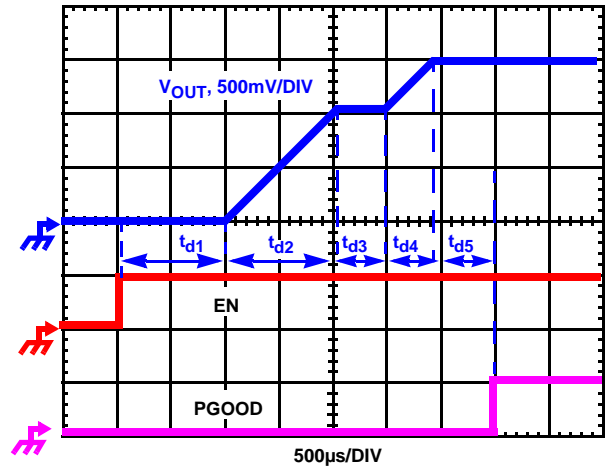 VOUT, 500mV/DIV
td1
td2
td3
td4
td5
EN
PGOOD
500µs/DIV